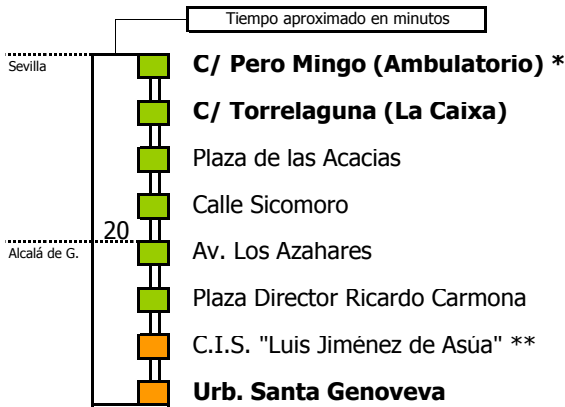 Tiempo aproximado en minutos
Sevilla
C/ Pero Mingo (Ambulatorio) *
C/ Torrelaguna (La Caixa)
Plaza de las Acacias
Calle Sicomoro
20
Alcalá de G.
Av. Los Azahares
Plaza Director Ricardo Carmona
C.I.S. "Luis Jiménez de Asúa" **
Urb. Santa Genoveva